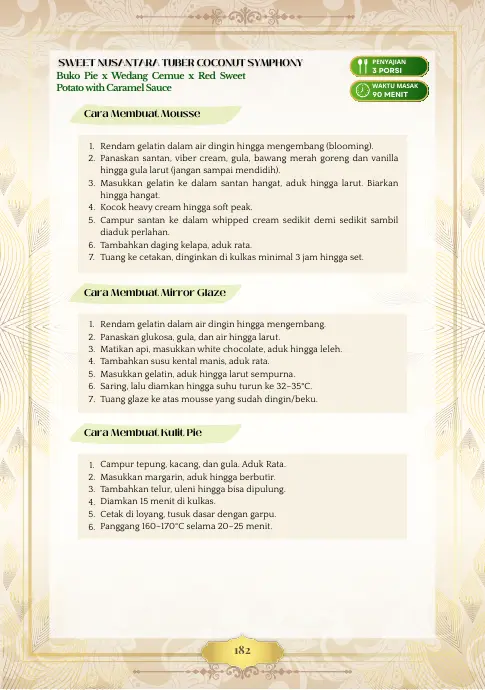 SWEET NUSANTARA TUBER COCONUT SYMPHONY
Buko Pie x Wedang Cemue x Red Sweet
Potato with Caramel Sauce
PENYAJIAN
3 PORSI
WAKTU MASAK
90 MENIT
Cara Membuat Mousse
1. Rendam gelatin dalam air dingin hingga mengembang (blooming).
2. Panaskan santan, viber cream, gula, bawang merah goreng dan vanilla
hingga gula larut (jangan sampai mendidih).
3. Masukkan gelatin ke dalam santan hangat, aduk hingga larut. Biarkan
hingga hangat.
4. Kocok heavy cream hingga soft peak.
5. Campur santan ke dalam whipped cream sedikit demi sedikit sambil
diaduk perlahan.
6. Tambahkan daging kelapa, aduk rata.
7. Tuang ke cetakan, dinginkan di kulkas minimal 3 jam hingga set.
Cara Membuat Mirror Glaze
1. Rendam gelatin dalam air dingin hingga mengembang.
2. Panaskan glukosa, gula, dan air hingga larut.
3. Matikan api, masukkan white chocolate, aduk hingga leleh.
4. Tambahkan susu kental manis, aduk rata.
5. Masukkan gelatin, aduk hingga larut sempurna.
6. Saring, lalu diamkan hingga suhu turun ke 32–35°C.
7. Tuang glaze ke atas mousse yang sudah dingin/beku.
Cara Membuat Kulit Pie
1. Campur tepung, kacang, dan gula. Aduk Rata.
2. Masukkan margarin, aduk hingga berbutir.
3. Tambahkan telur, uleni hingga bisa dipulung.
4. Diamkan 15 menit di kulkas.
5. Cetak di loyang, tusuk dasar dengan garpu.
6. Panggang 160–170°C selama 20–25 menit.
182